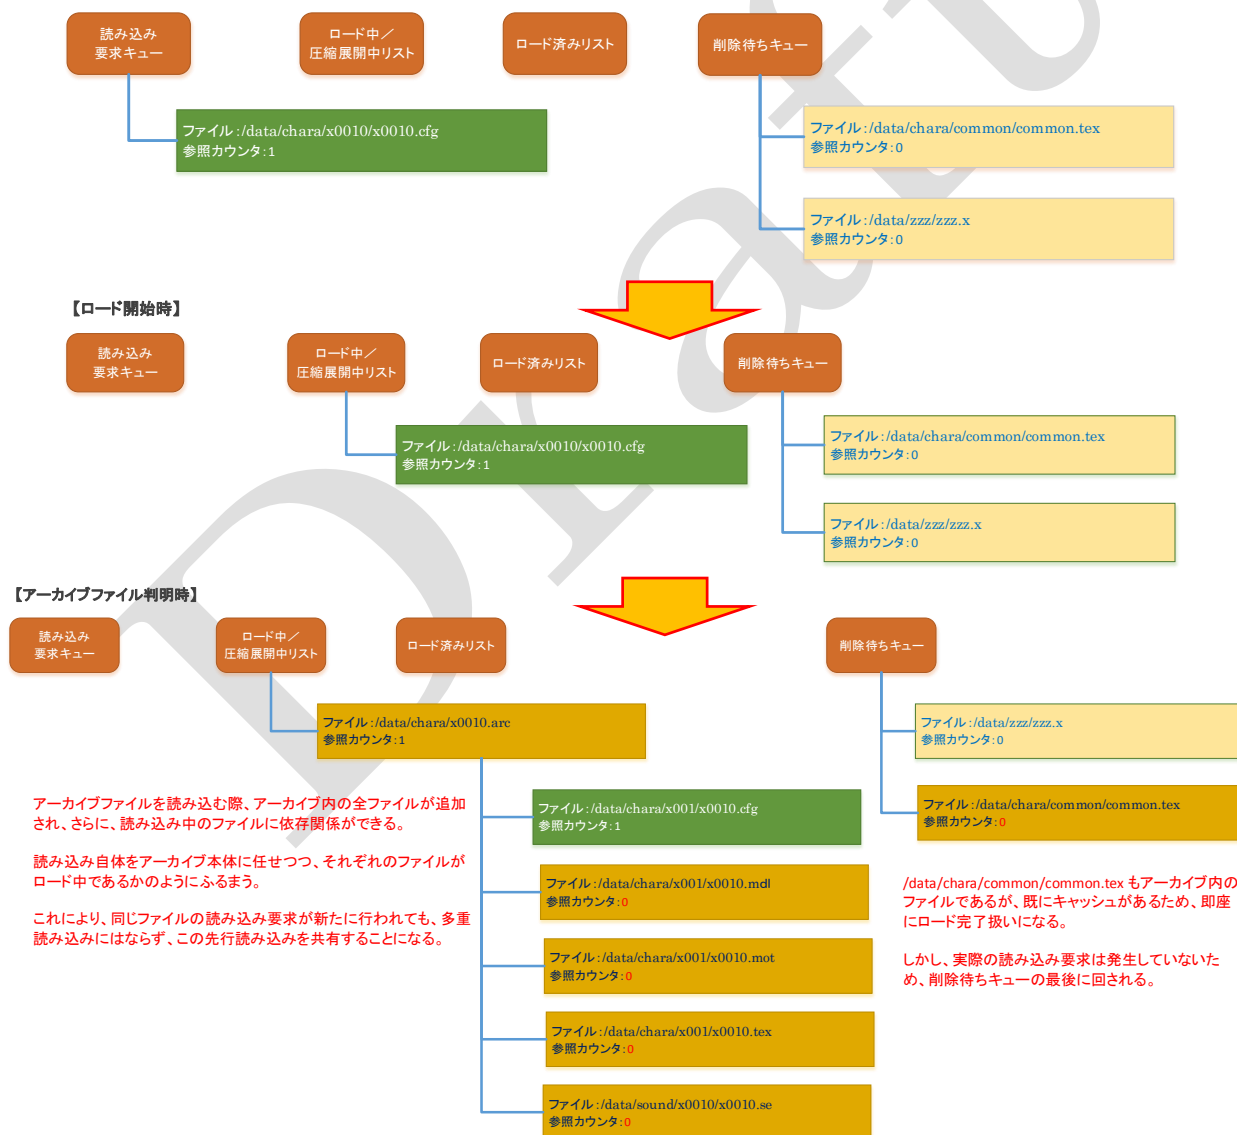 読み込み
要求キュー
ロード中／
圧縮展開中リスト
ロード済みリスト
削除待ちキュー
ファイル:/data/chara/x0010/x0010.cfg
参照カウンタ:1
ファイル:/data/chara/common/common.tex
参照カウンタ:0
ファイル:/data/zzz/zzz.x
参照カウンタ:0
【ロード開始時】
読み込み
要求キュー
ロード中／
圧縮展開中リスト
ロード済みリスト
削除待ちキュー
ファイル:/data/chara/x0010/x0010.cfg
参照カウンタ:1
ファイル:/data/chara/common/common.tex
参照カウンタ:0
ファイル:/data/zzz/zzz.x
参照カウンタ:0
【アーカイブファイル判明時】
読み込み
要求キュー
ロード中／
圧縮展開中リスト
ロード済みリスト
削除待ちキュー
ファイル:/data/chara/x0010.arc
参照カウンタ:1
ファイル:/data/zzz/zzz.x
参照カウンタ:0
アーカイブファイルを読み込む際、アーカイブ内の全ファイルが追加
され、さらに、読み込み中のファイルに依存関係ができる。
読み込み自体をアーカイブ本体に任せつつ、それぞれのファイルが
ロード中であるかのようにふるまう。
これにより、同じファイルの読み込み要求が新たに行われても、多重
読み込みにはならず、この先行読み込みを共有することになる。
ファイル:/data/chara/x001/x0010.cfg
参照カウンタ:1
ファイル:/data/chara/x001/x0010.mdl
参照カウンタ:0
ファイル:/data/chara/x001/x0010.mot
参照カウンタ:0
ファイル:/data/chara/x001/x0010.tex
参照カウンタ:0
ファイル:/data/sound/x0010/x0010.se
参照カウンタ:0
ファイル:/data/chara/common/common.tex
参照カウンタ:0
/data/chara/common/common.tex もアーカイブ内の
ファイルであるが、既にキャッシュがあるため、即座
にロード完了扱いになる。
しかし、実際の読み込み要求は発生していないた
め、削除待ちキューの最後に回される。
Draft